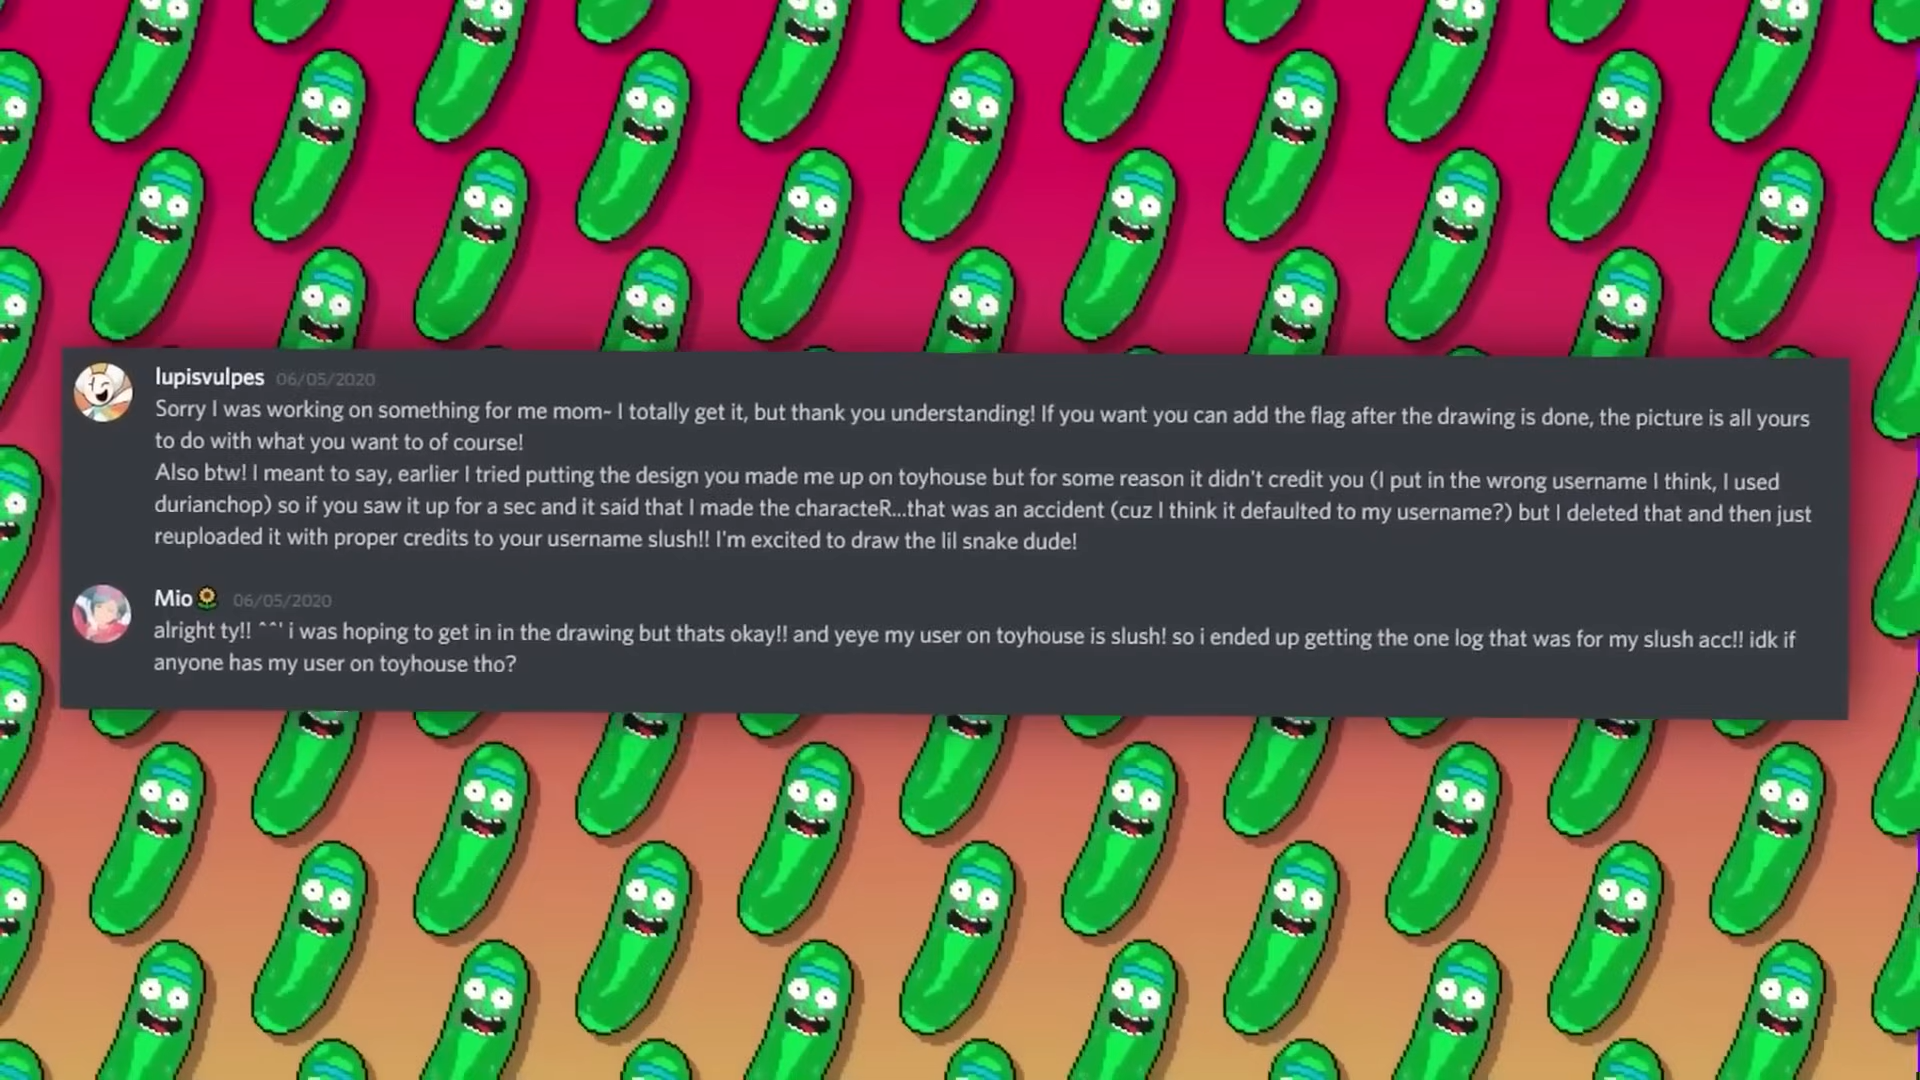 lupisvulpes 06/05/2020
Sorry I was working on something for me mom~ I totally get it, but thank you understanding! If you want you can add the flag after the drawing is done, the picture is all yours
to do with what you want to of course!
Also btw! I meant to say, earlier I tried putting the design you made me up on toyhouse but for some reason it didn't credit you (I put in the wrong username I think, I used
durianchop) so if you saw it up for a sec and it said that I made the characteR...that was an accident (cuz I think it defaulted to my username?) but I deleted that and then just
reuploaded it with proper credits to your username slush!! I'm excited to draw the lil snake dude!
Mio🌻 06/05/2020
alright ty!! ^^' i was hoping to get in in the drawing but thats okay!! and yeye my user on toyhouse is slush! so i ended up getting the one log that was for my slush acc!! idk if
anyone has my user on toyhouse tho?